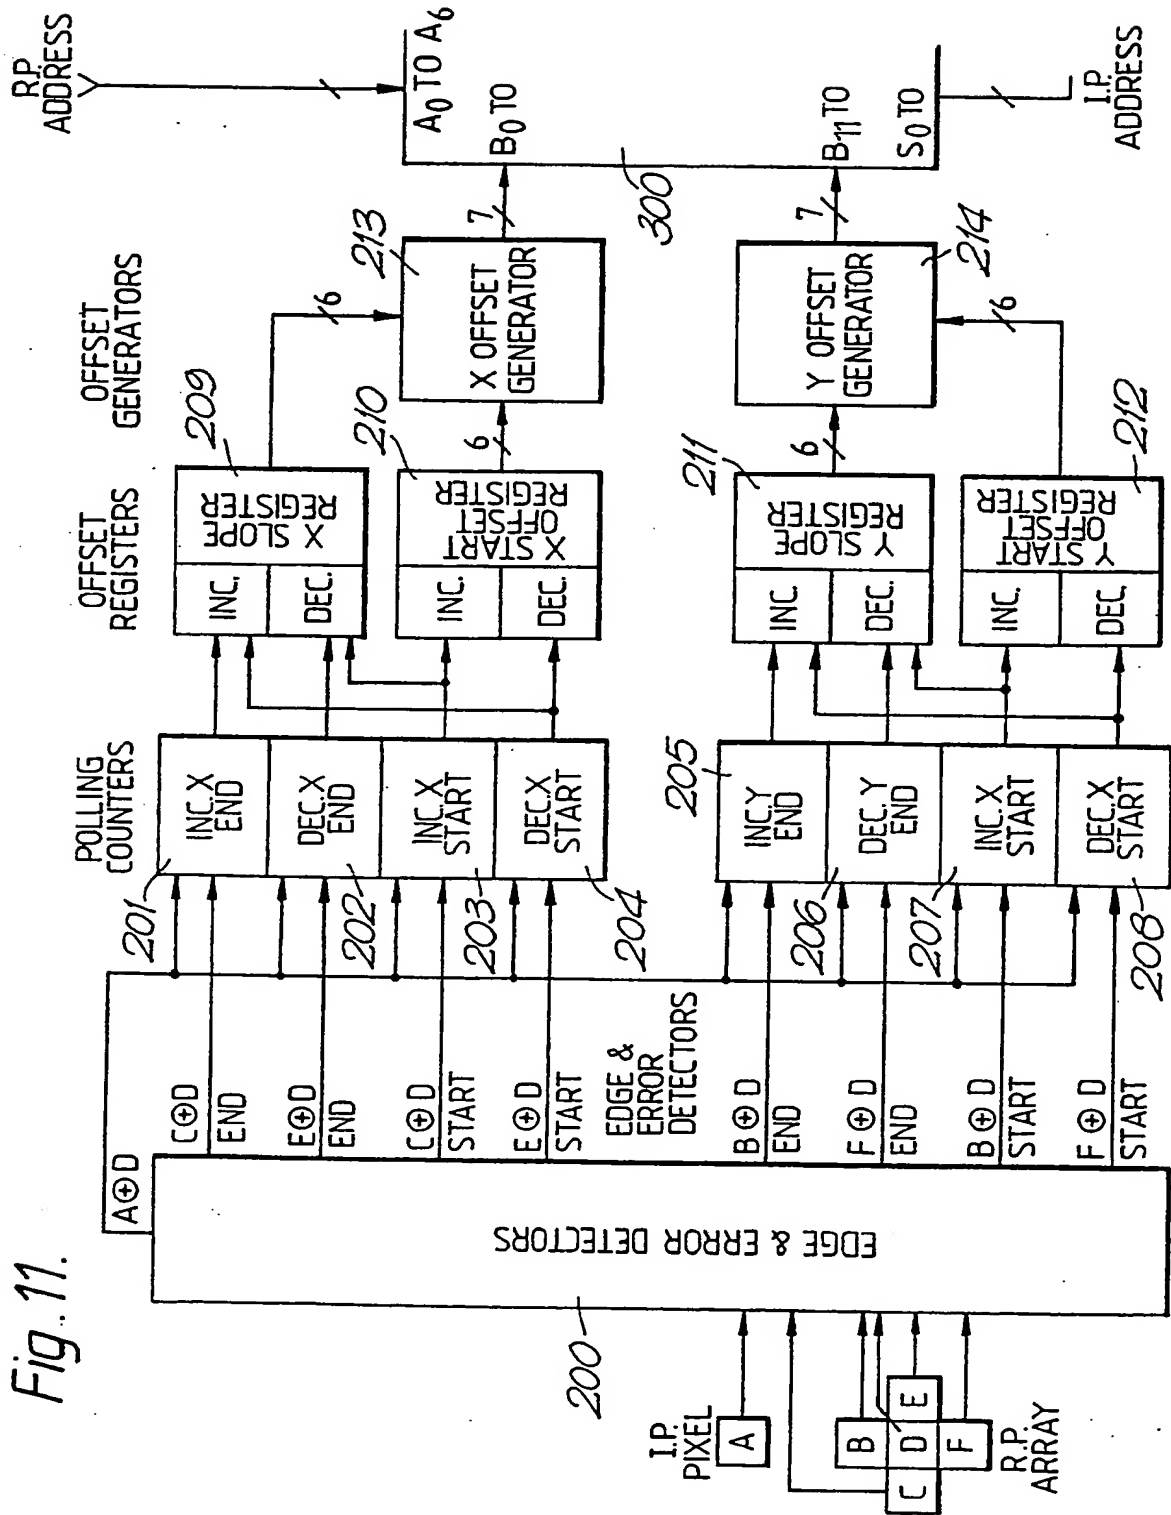 Fig. 11.
I.P.
PIXEL
A
B
C D E
F
R.P.
ARRAY
200
EDGE & ERROR DETECTORS
A⊕D
C⊕D
END
E⊕D
END
C⊕D
START
E⊕D
START
EDGE &
ERROR
DETECTORS
B⊕D
END
F⊕D
END
B⊕D
START
F⊕D
START
POLLING
COUNTERS
201
INC.X
END
202
DEC.X
END
203
INC.X
START
204
DEC.X
START
205
INC.Y
END
206
DEC.Y
END
207
INC.X
START
208
DEC.X
START
OFFSET
REGISTERS
209
INC.
DEC.
X SLOPE
REGISTER
210
INC.
DEC.
X START
OFFSET
REGISTER
211
INC.
DEC.
Y SLOPE
REGISTER
212
INC.
DEC.
Y START
OFFSET
REGISTER
OFFSET
GENERATORS
6
6
213
X OFFSET
GENERATOR
7
6
6
214
Y OFFSET
GENERATOR
7
R.P.
ADDRESS
A0 TO A6
B0 TO
300
B11 TO
S0 TO
I.P.
ADDRESS